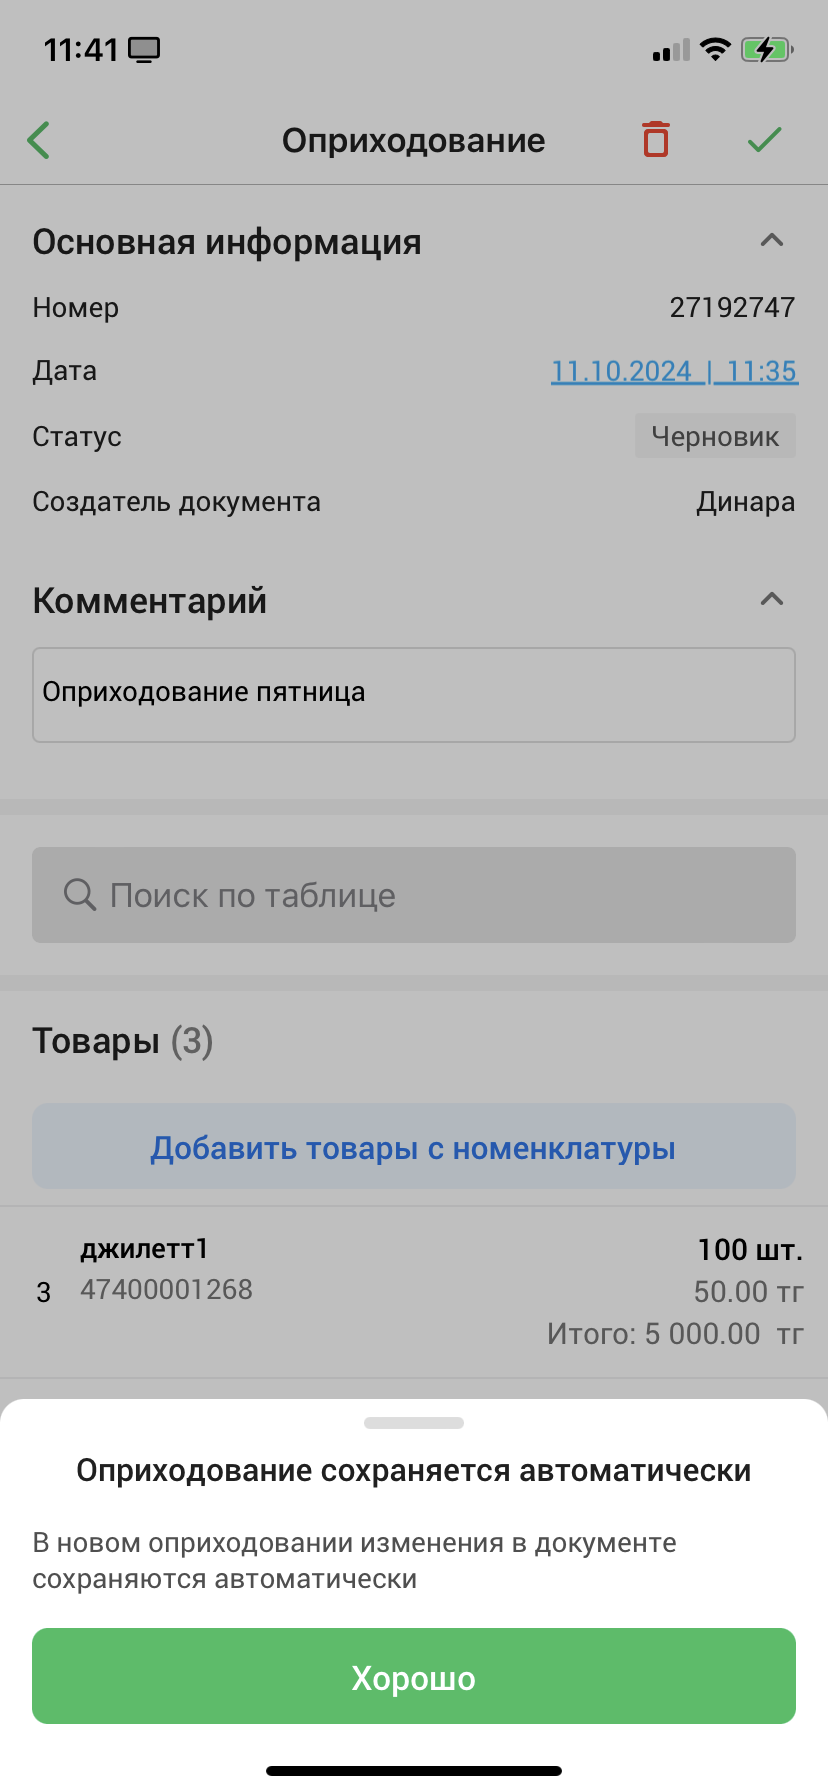 11:41
Оприходование
Основная информация
Номер 27192747
Дата 11.10.2024 | 11:35
Статус Черновик
Создатель документа Динара
Комментарий
Оприходование пятница
Поиск по таблице
Товары (3)
Добавить товары с номенклатуры
джилетт1 100 шт.
3 47400001268 50.00 тг
Итого: 5 000.00 тг
Оприходование сохраняется автоматически
В новом оприходовании изменения в документе
сохраняются автоматически
Хорошо